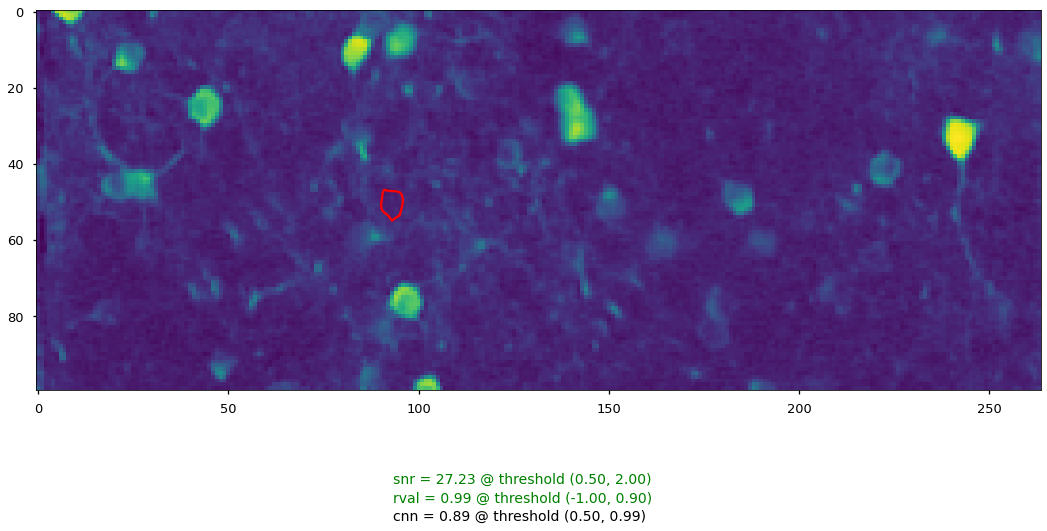 0
20
40
60
80
0 50 100 150 200 250
snr = 27.23 @ threshold (0.50, 2.00)
rval = 0.99 @ threshold (-1.00, 0.90)
cnn = 0.89 @ threshold (0.50, 0.99)